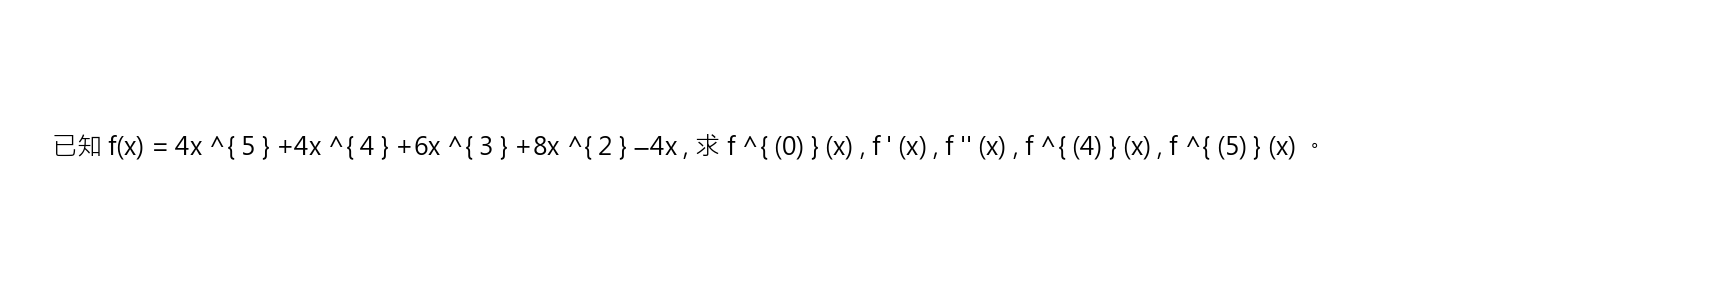 已知 f(x) = 4x ^{ 5 } +4x ^{ 4 } +6x ^{ 3 } +8x ^{ 2 } −4x , 求 f ^{ (0) } (x) , f ' (x) , f '' (x) , f ^{ (4) } (x) , f ^{ (5) } (x) 。